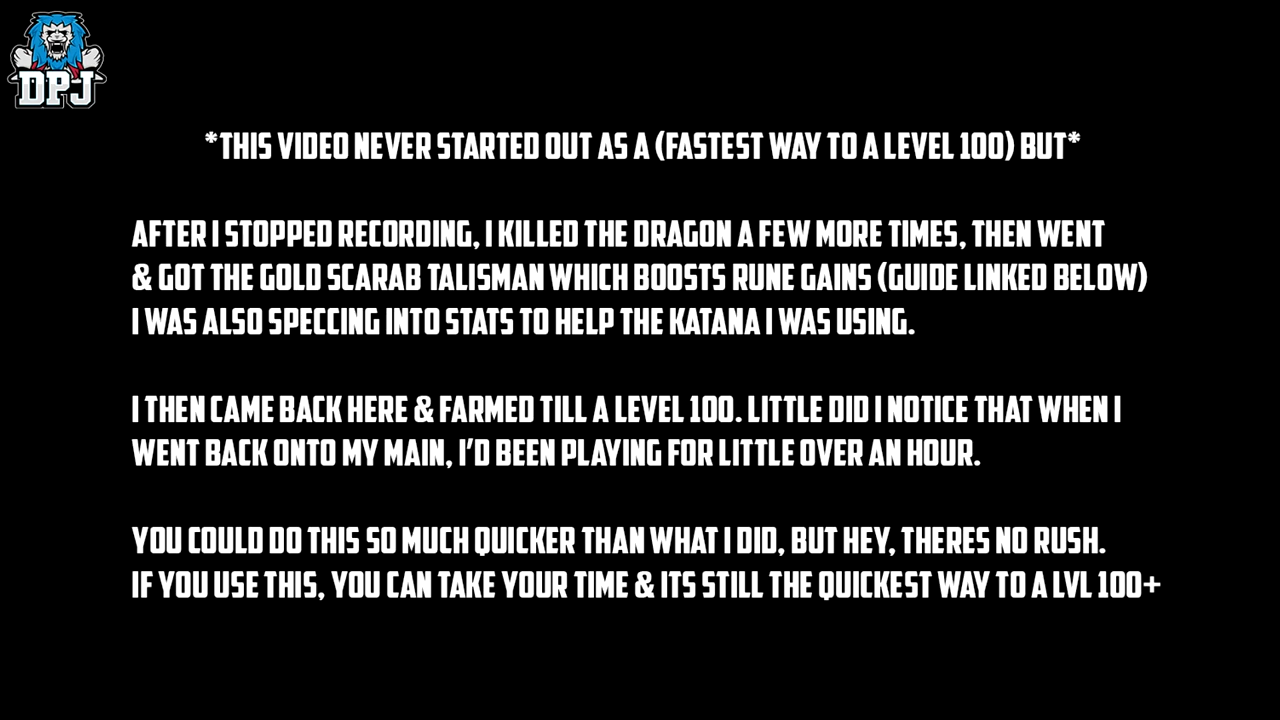 DPJ
*THIS VIDEO NEVER STARTED OUT AS A (FASTEST WAY TO A LEVEL 100) BUT*
AFTER I STOPPED RECORDING, I KILLED THE DRAGON A FEW MORE TIMES, THEN WENT
& GOT THE GOLD SCARAB TALISMAN WHICH BOOSTS RUNE GAINS (GUIDE LINKED BELOW)
I WAS ALSO SPECCING INTO STATS TO HELP THE KATANA I WAS USING.
I THEN CAME BACK HERE & FARMED TILL A LEVEL 100. LITTLE DID I NOTICE THAT WHEN I
WENT BACK ONTO MY MAIN, I'D BEEN PLAYING FOR LITTLE OVER AN HOUR.
YOU COULD DO THIS SO MUCH QUICKER THAN WHAT I DID, BUT HEY, THERES NO RUSH.
IF YOU USE THIS, YOU CAN TAKE YOUR TIME & ITS STILL THE QUICKEST WAY TO A LVL 100+